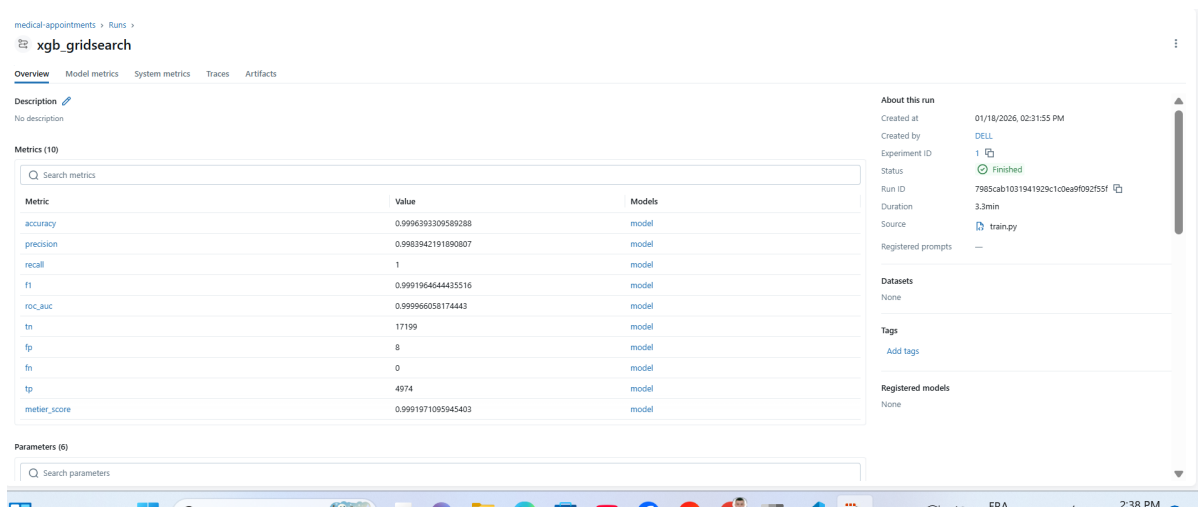 medical-appointments > Runs >
xgb_gridsearch
Overview Model metrics System metrics Traces Artifacts
Description
No description
Metrics (10)
Search metrics
Metric Value Models
accuracy 0.9996393309589288 model
precision 0.9983942191890807 model
recall 1 model
f1 0.9991964644435516 model
roc_auc 0.999966058174443 model
tn 17199 model
fp 8 model
fn 0 model
tp 4974 model
metier_score 0.9991971095945403 model
Parameters (6)
Search parameters
About this run
Created at 01/18/2026, 02:31:55 PM
Created by DELL
Experiment ID 1
Status Finished
Run ID 7985cab1031941929c1c0ea9f092f55f
Duration 3.3min
Source train.py
Registered prompts —
Datasets
None
Tags
Add tags
Registered models
None
FRA 2:38 PM